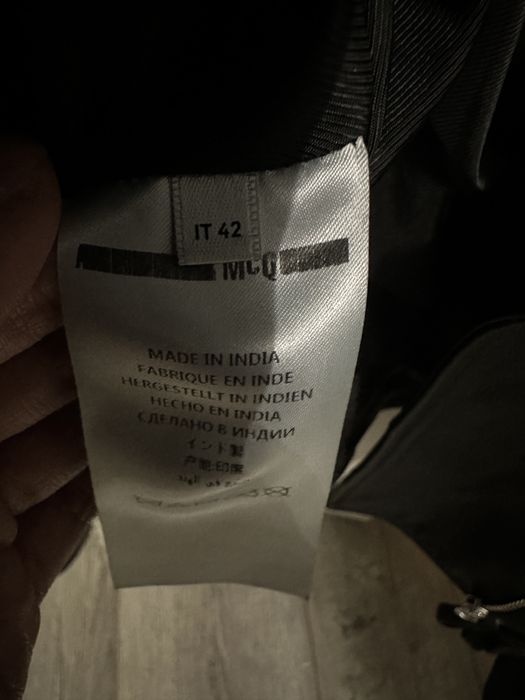 IT 42
McQ
MADE IN INDIA
FABRIQUE EN INDE
HERGESTELLT IN INDIEN
HECHO EN INDIA
СДЕЛАНО В ИНДИИ
インド製
产地:印度